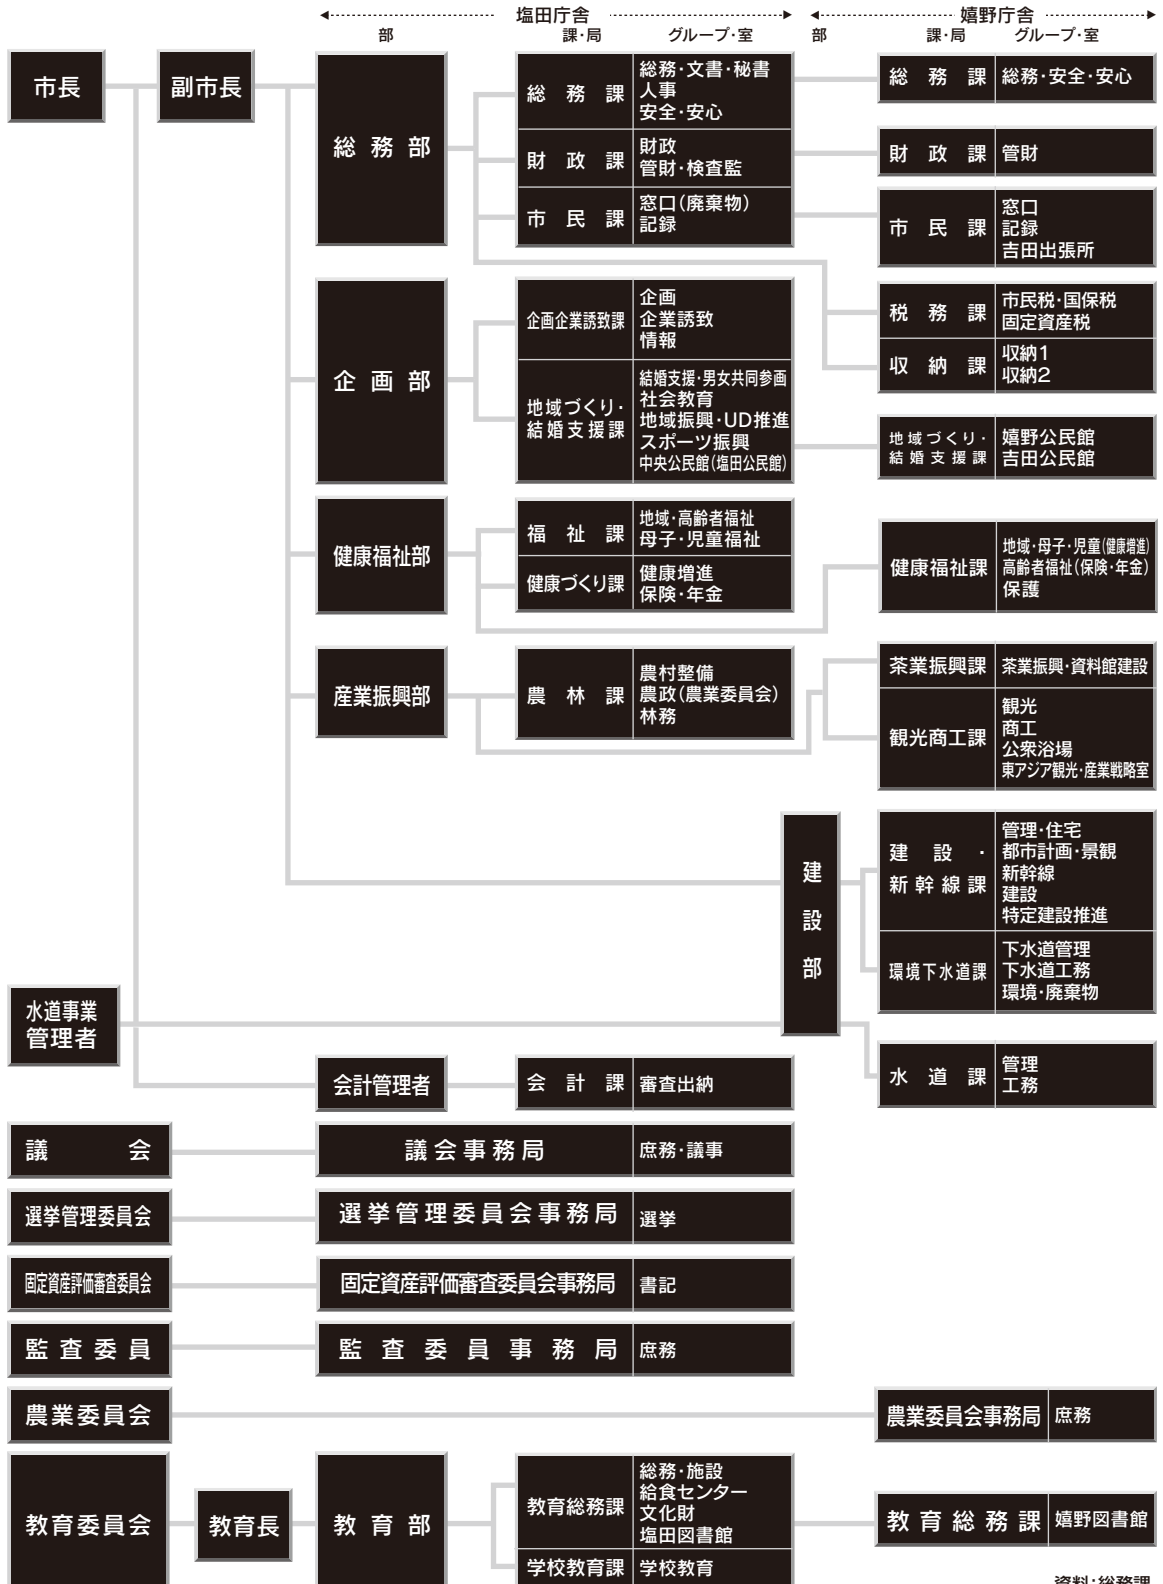 塩田庁舎
嬉野庁舎
部
課・局
グループ・室
部
課・局
グループ・室
市長
副市長
総務部
総務課
総務・文書・秘書
人事
安全・安心
総務課
総務・安全・安心
財政課
財政
管財・検査監
財政課
管財
市民課
窓口(廃棄物)
記録
市民課
窓口
記録
吉田出張所
税務課
市民税・国保税
固定資産税
収納課
収納1
収納2
企画部
企画企業誘致課
企画
企業誘致
情報
地域づくり・
結婚支援課
結婚支援・男女共同参画
社会教育
地域振興・UD推進
スポーツ振興
中央公民館(塩田公民館)
地域づくり・
結婚支援課
嬉野公民館
吉田公民館
健康福祉部
福祉課
地域・高齢者福祉
母子・児童福祉
健康づくり課
健康増進
保険・年金
健康福祉課
地域・母子・児童(健康増進)
高齢者福祉(保険・年金)
保護
産業振興部
農林課
農村整備
農政(農業委員会)
林務
茶業振興課
茶業振興・資料館建設
観光商工課
観光
商工
公衆浴場
東アジア観光・産業戦略室
建設部
建設・
新幹線課
管理・住宅
都市計画・景観
新幹線
建設
特定建設推進
環境下水道課
下水道管理
下水道工務
環境・廃棄物
水道事業
管理者
水道課
管理
工務
会計管理者
会計課
審査出納
議会
議会事務局
庶務・議事
選挙管理委員会
選挙管理委員会事務局
選挙
固定資産評価審査委員会
固定資産評価審査委員会事務局
書記
監査委員
監査委員事務局
庶務
農業委員会
農業委員会事務局
庶務
教育委員会
教育長
教育部
教育総務課
総務・施設
給食センター
文化財
塩田図書館
教育総務課
嬉野図書館
学校教育課
学校教育
資料:総務課